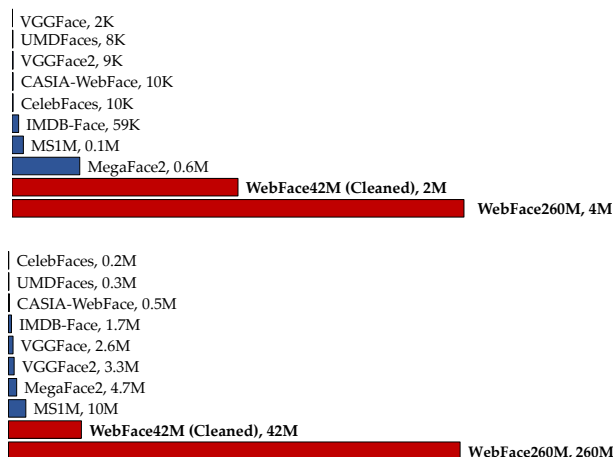 VGGFace, 2K
UMDFaces, 8K
VGGFace2, 9K
CASIA-WebFace, 10K
CelebFaces, 10K
IMDB-Face, 59K
MS1M, 0.1M
MegaFace2, 0.6M
WebFace42M (Cleaned), 2M
WebFace260M, 4M
CelebFaces, 0.2M
UMDFaces, 0.3M
CASIA-WebFace, 0.5M
IMDB-Face, 1.7M
VGGFace, 2.6M
VGGFace2, 3.3M
MegaFace2, 4.7M
MS1M, 10M
WebFace42M (Cleaned), 42M
WebFace260M, 260M